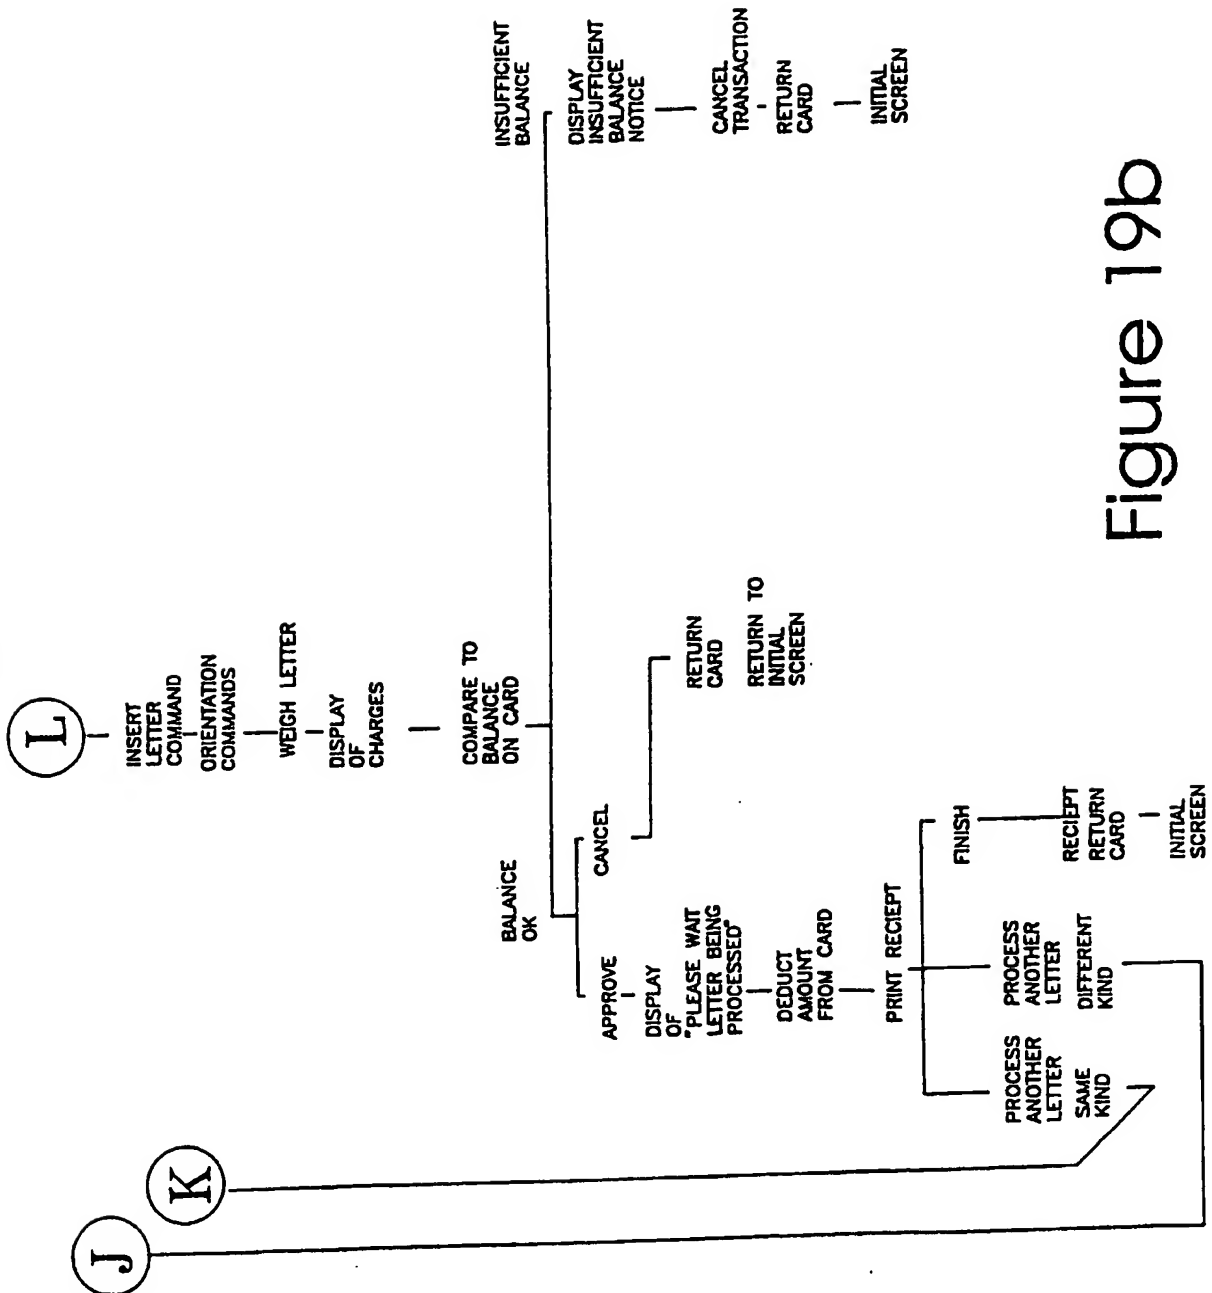 L
INSERT
LETTER
COMMAND
ORIENTATION
COMMANDS
WEIGH LETTER
DISPLAY
OF
CHARGES
COMPARE TO
BALANCE
ON CARD
BALANCE
OK
INSUFFICIENT
BALANCE
APPROVE
CANCEL
DISPLAY
INSUFFICIENT
BALANCE
NOTICE
DISPLAY
OF
"PLEASE WAIT
LETTER BEING
PROCESSED"
RETURN
CARD
RETURN TO
INITIAL
SCREEN
CANCEL
TRANSACTION
RETURN
CARD
INITIAL
SCREEN
DEDUCT
AMOUNT
FROM CARD
PRINT RECIEPT
PROCESS
ANOTHER
LETTER
SAME
KIND
PROCESS
ANOTHER
LETTER
DIFFERENT
KIND
FINISH
RECIEPT
RETURN
CARD
INITIAL
SCREEN
J
K
Figure 19b